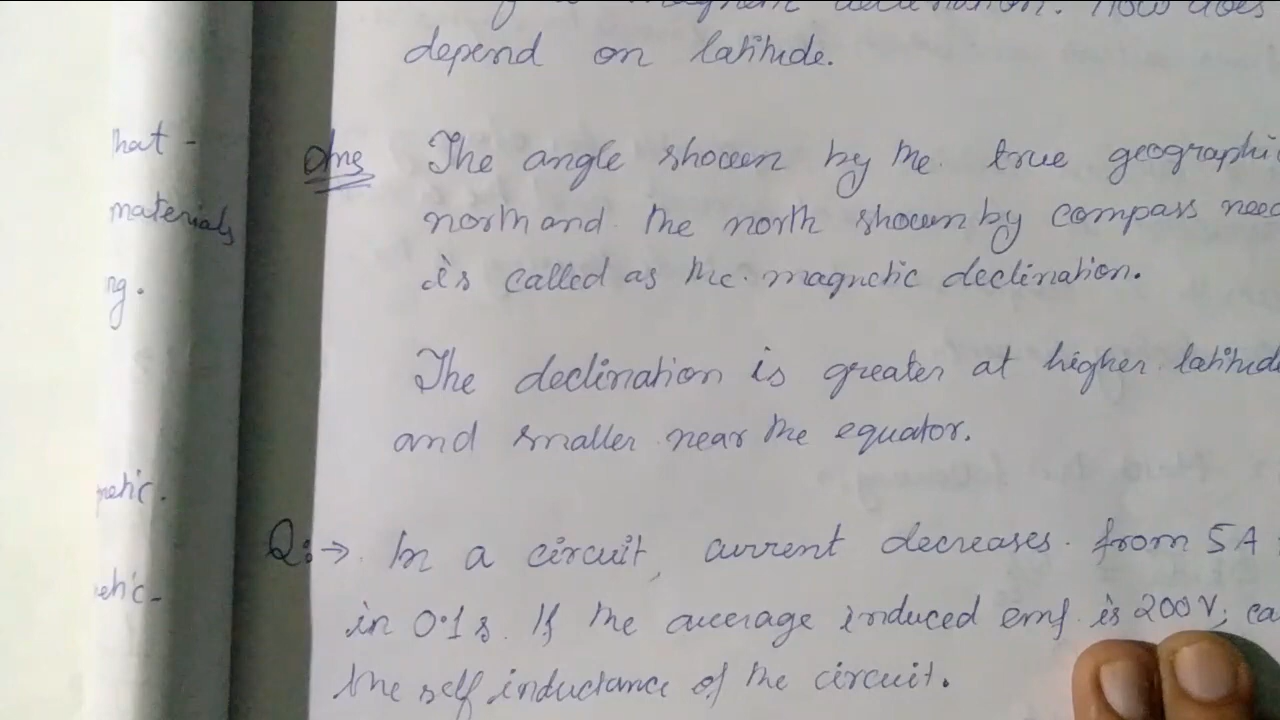 depend on latitude.
Ans The angle shown by the true geographi
north and the north shown by compass need
is called as the magnetic declination.
The declination is greater at higher latitude
and smaller near the equator.
Q:→ In a circuit, current decreases from 5A
in 0.1s. If the average induced emf is 200V, ca
the self inductance of the circuit.
that -
materials
ng.
netic.
etic-